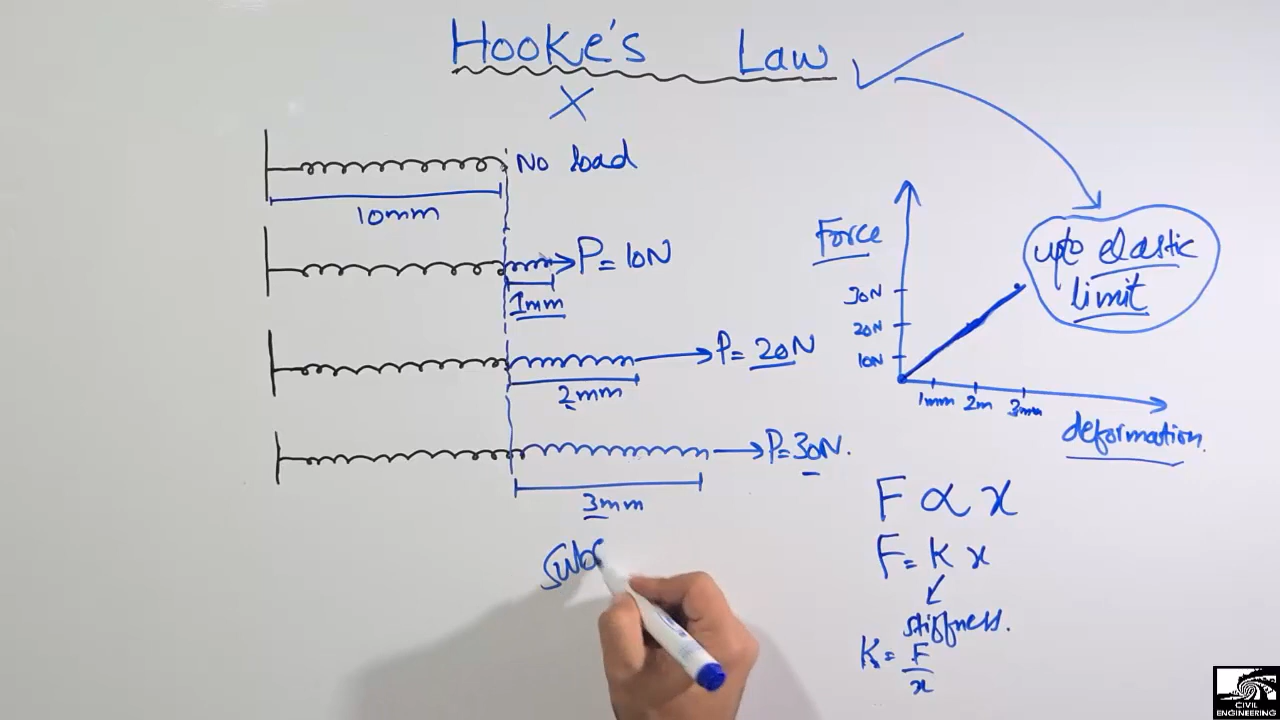 Hooke's Law
X
No load
10mm
P = 10N
1mm
P = 20N
2mm
P = 30N.
3mm
Force
30N
20N
10N
1mm 2m 3mm
deformation.
upto elastic
limit
F ∝ x
F = K x
stiffness.
K = F
x
CIVIL
ENGINEERING